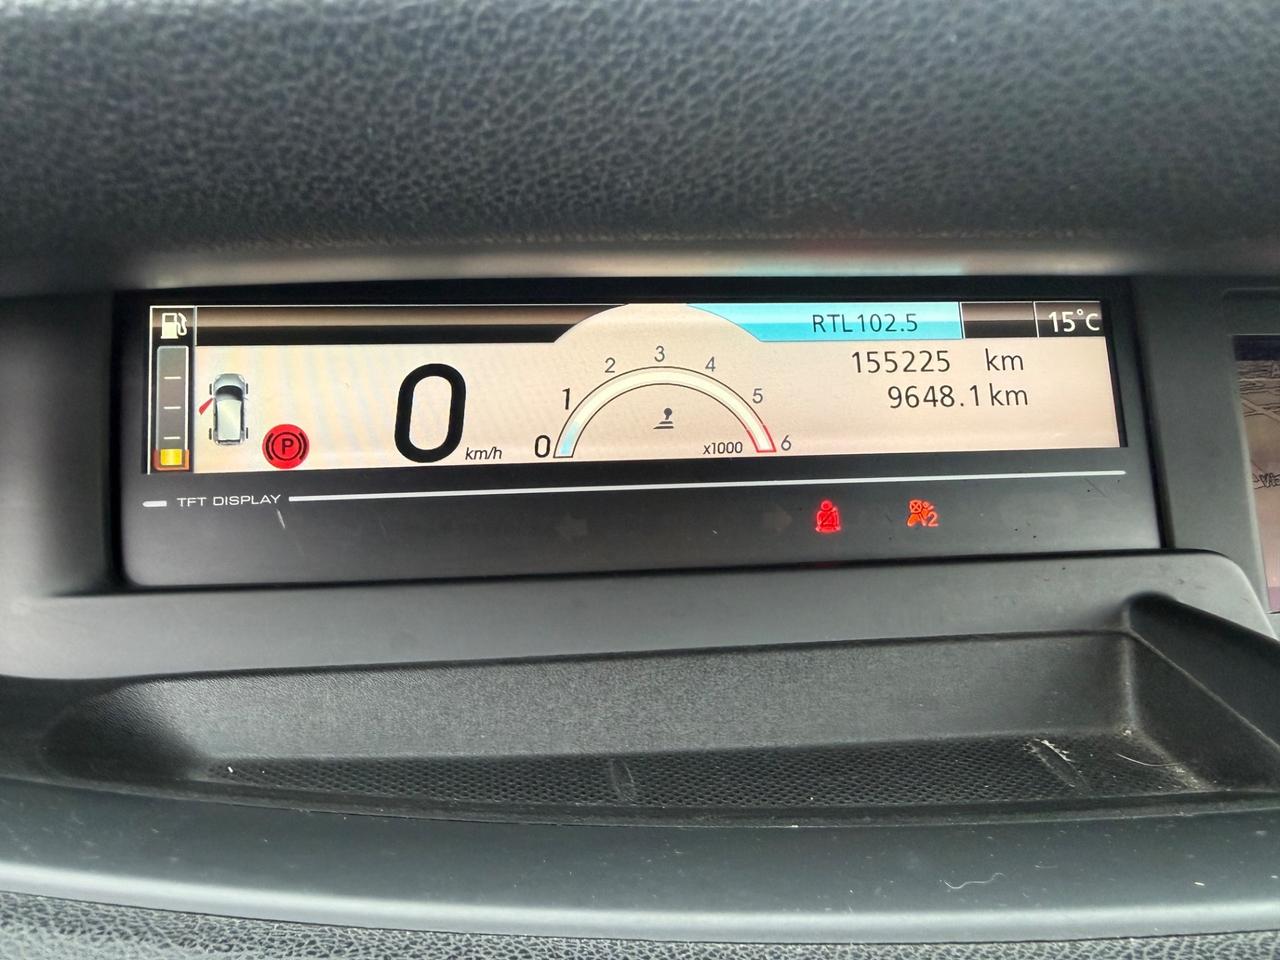 RTL102.5
15°C
155225 km
9648.1 km
0 km/h
0 1 2 3 4 5 6
x1000
P
TFT DISPLAY
2